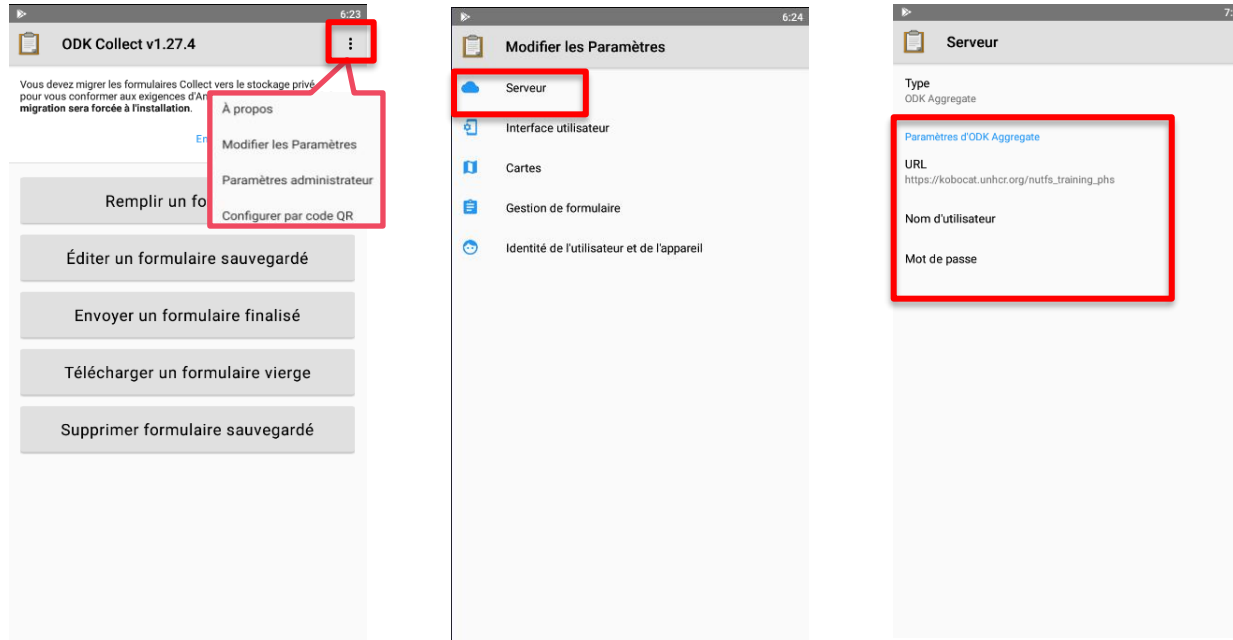 6:23
ODK Collect v1.27.4
Vous devez migrer les formulaires Collect vers le stockage privé
pour vous conformer aux exigences d'An
migration sera forcée à l'installation.
En
À propos
Modifier les Paramètres
Paramètres administrateur
Configurer par code QR
Remplir un fo
Éditer un formulaire sauvegardé
Envoyer un formulaire finalisé
Télécharger un formulaire vierge
Supprimer formulaire sauvegardé
6:24
Modifier les Paramètres
Serveur
Interface utilisateur
Cartes
Gestion de formulaire
Identité de l'utilisateur et de l'appareil
7:
Serveur
Type
ODK Aggregate
Paramètres d'ODK Aggregate
URL
https://kobocat.unhcr.org/nutfs_training_phs
Nom d'utilisateur
Mot de passe